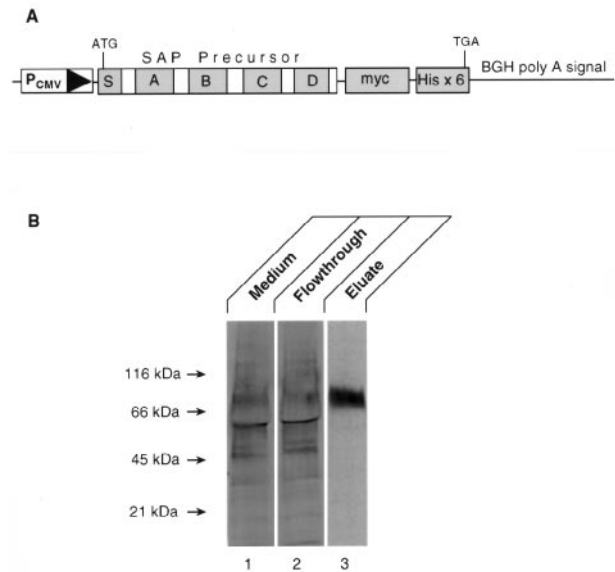 A
ATG
SAP Precursor
TGA
PCMV
S
A
B
C
D
myc
His x 6
BGH poly A signal
B
Medium
Flowthrough
Eluate
116 kDa
66 kDa
45 kDa
21 kDa
1
2
3